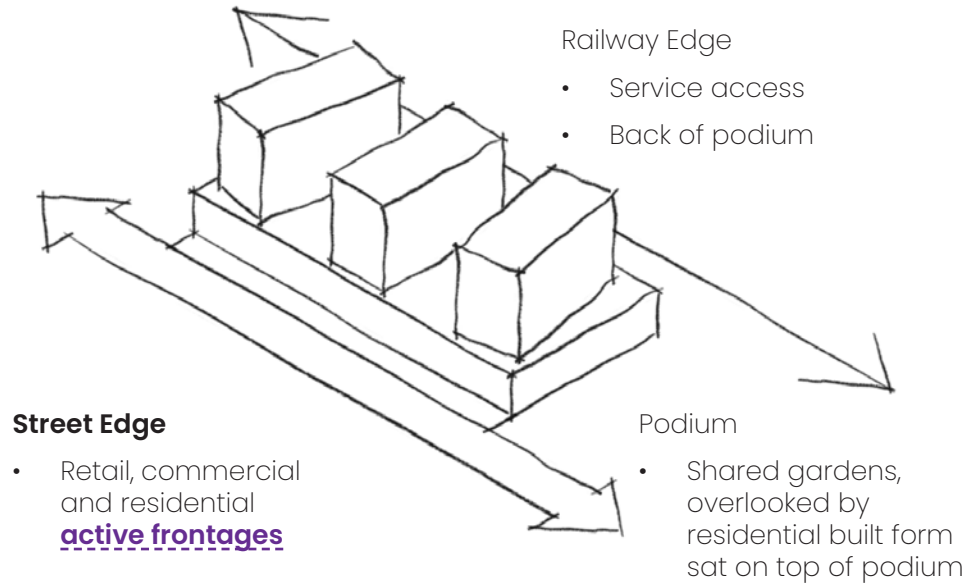 Railway Edge
• Service access
• Back of podium
Street Edge
• Retail, commercial
and residential
active frontages
Podium
• Shared gardens,
overlooked by
residential built form
sat on top of podium